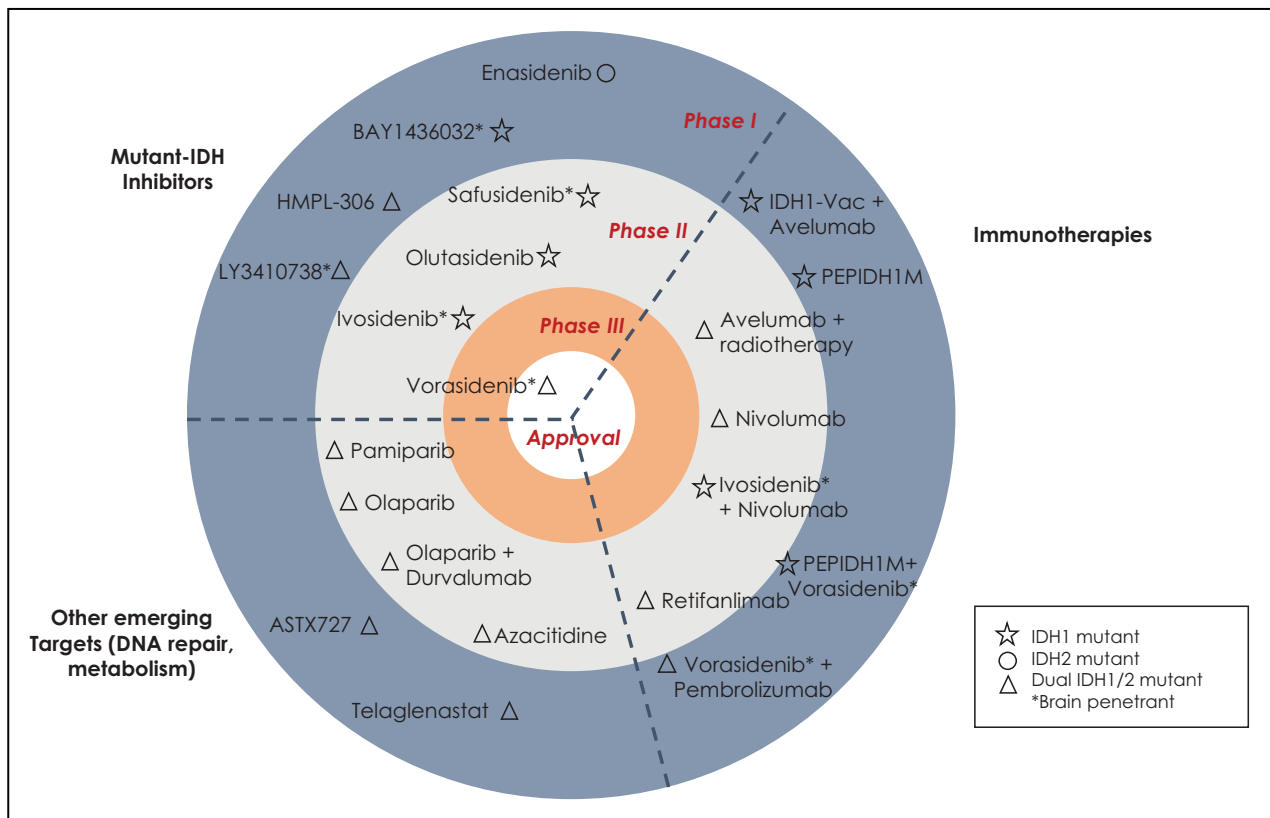 Enasidenib
BAY1436032*
Phase I
Mutant-IDH
Inhibitors
HMPL-306
Safusidenib*
Phase II
IDH1-Vac +
Avelumab
Immunotherapies
Olutasidenib
LY3410738*
PEPIDH1M
Ivosidenib*
Phase III
Avelumab +
radiotherapy
Vorasidenib*
Nivolumab
Approval
Pamiparib
Olaparib
Ivosidenib*
+ Nivolumab
Olaparib +
Durvalumab
PEPIDH1M+
Vorasidenib*
Retifanlimab
Other emerging
Targets (DNA repair,
metabolism)
ASTX727
Azacitidine
Vorasidenib* +
Pembrolizumab
Telaglenastat
IDH1 mutant
IDH2 mutant
Dual IDH1/2 mutant
*Brain penetrant